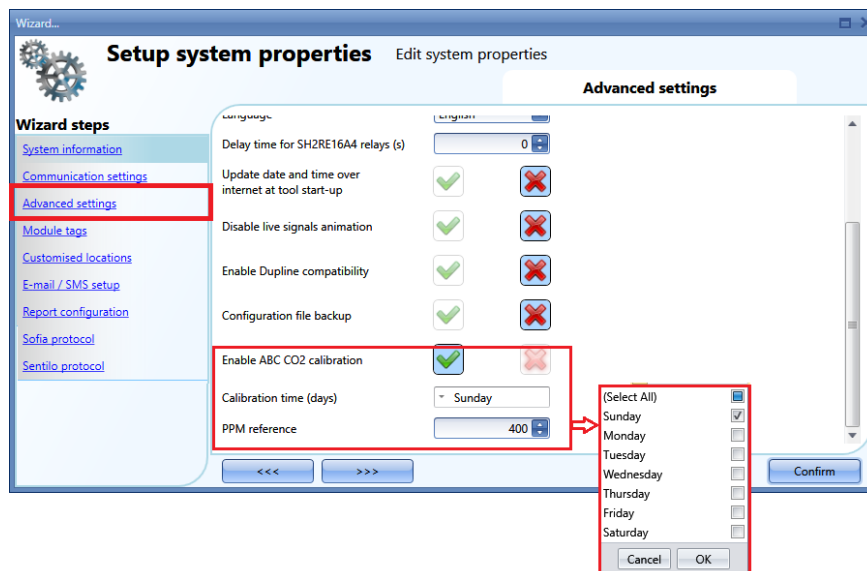 Wizard...
Setup system properties Edit system properties
Advanced settings
Wizard steps
System information
Communication settings
Advanced settings
Module tags
Customised locations
E-mail / SMS setup
Report configuration
Sofia protocol
Sentilo protocol
Language English
Delay time for SH2RE16A4 relays (s) 0
Update date and time over
internet at tool start-up
Disable live signals animation
Enable Dupline compatibility
Configuration file backup
Enable ABC CO2 calibration
Calibration time (days) Sunday
PPM reference 400
(Select All)
Sunday
Monday
Tuesday
Wednesday
Thursday
Friday
Saturday
Cancel OK
<<< >>> Confirm